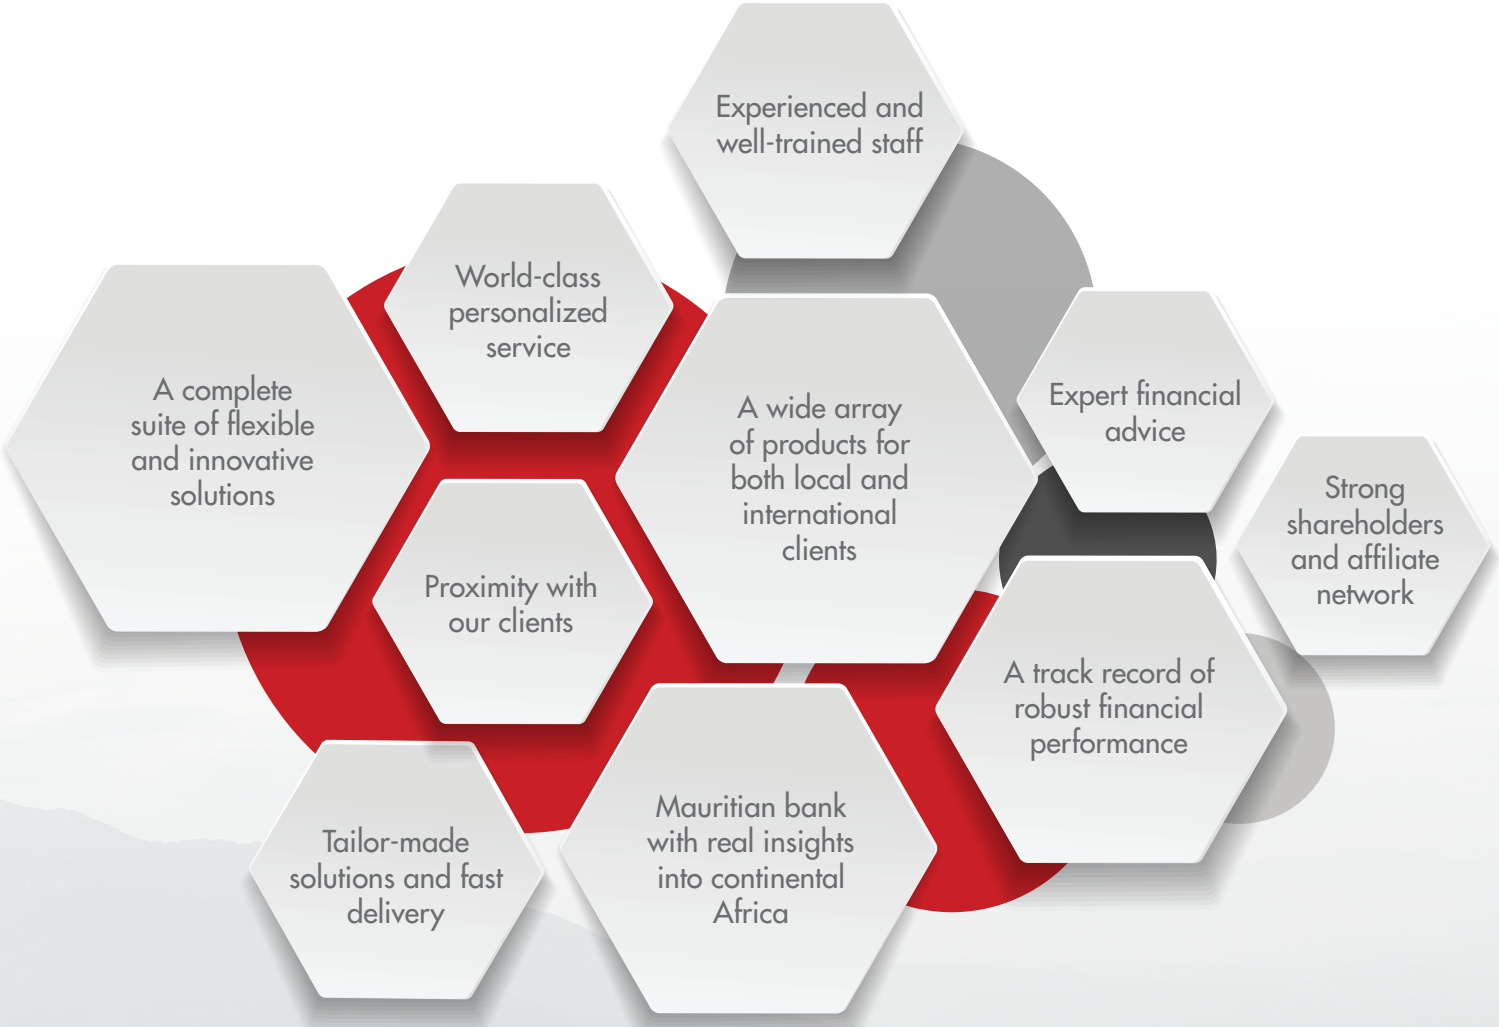 Experienced and
well-trained staff
World-class
personalized
service
A complete
suite of flexible
and innovative
solutions
A wide array
of products for
both local and
international
clients
Expert financial
advice
Strong
shareholders
and affiliate
network
Proximity with
our clients
A track record of
robust financial
performance
Tailor-made
solutions and fast
delivery
Mauritian bank
with real insights
into continental
Africa